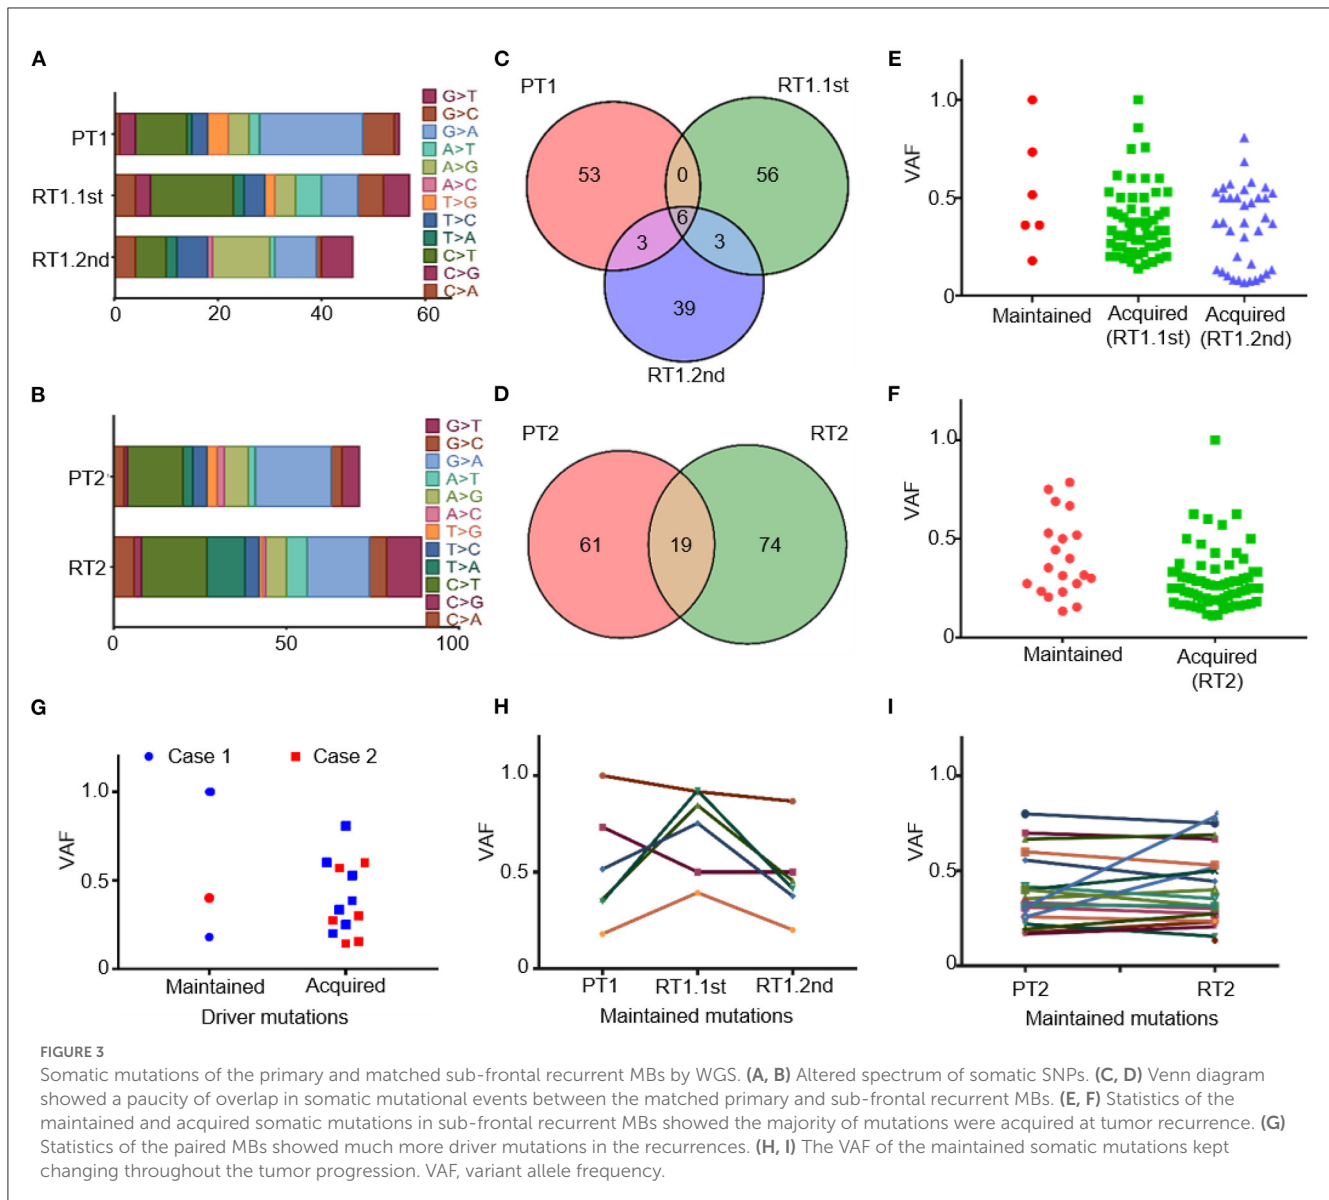 A
PT1
RT1.1st
RT1.2nd
0
20
40
60
G>T
G>C
G>A
A>T
A>G
A>C
T>G
T>C
T>A
C>T
C>G
C>A
C
PT1
RT1.1st
53
0
56
6
3
3
39
RT1.2nd
E
VAF
1.0
0.5
0
Maintained
Acquired
(RT1.1st)
Acquired
(RT1.2nd)
B
PT2
RT2
0
50
100
G>T
G>C
G>A
A>T
A>G
A>C
T>G
T>C
T>A
C>T
C>G
C>A
D
PT2
RT2
61
19
74
F
VAF
1.0
0.5
0
Maintained
Acquired
(RT2)
G
Case 1
Case 2
VAF
1.0
0.5
0
Maintained
Acquired
Driver mutations
H
VAF
1.0
0.5
0
PT1
RT1.1st
RT1.2nd
Maintained mutations
I
VAF
1.0
0.5
0
PT2
RT2
Maintained mutations
FIGURE 3
Somatic mutations of the primary and matched sub-frontal recurrent MBs by WGS. (A, B) Altered spectrum of somatic SNPs. (C, D) Venn diagram
showed a paucity of overlap in somatic mutational events between the matched primary and sub-frontal recurrent MBs. (E, F) Statistics of the
maintained and acquired somatic mutations in sub-frontal recurrent MBs showed the majority of mutations were acquired at tumor recurrence. (G)
Statistics of the paired MBs showed much more driver mutations in the recurrences. (H, I) The VAF of the maintained somatic mutations kept
changing throughout the tumor progression. VAF, variant allele frequency.